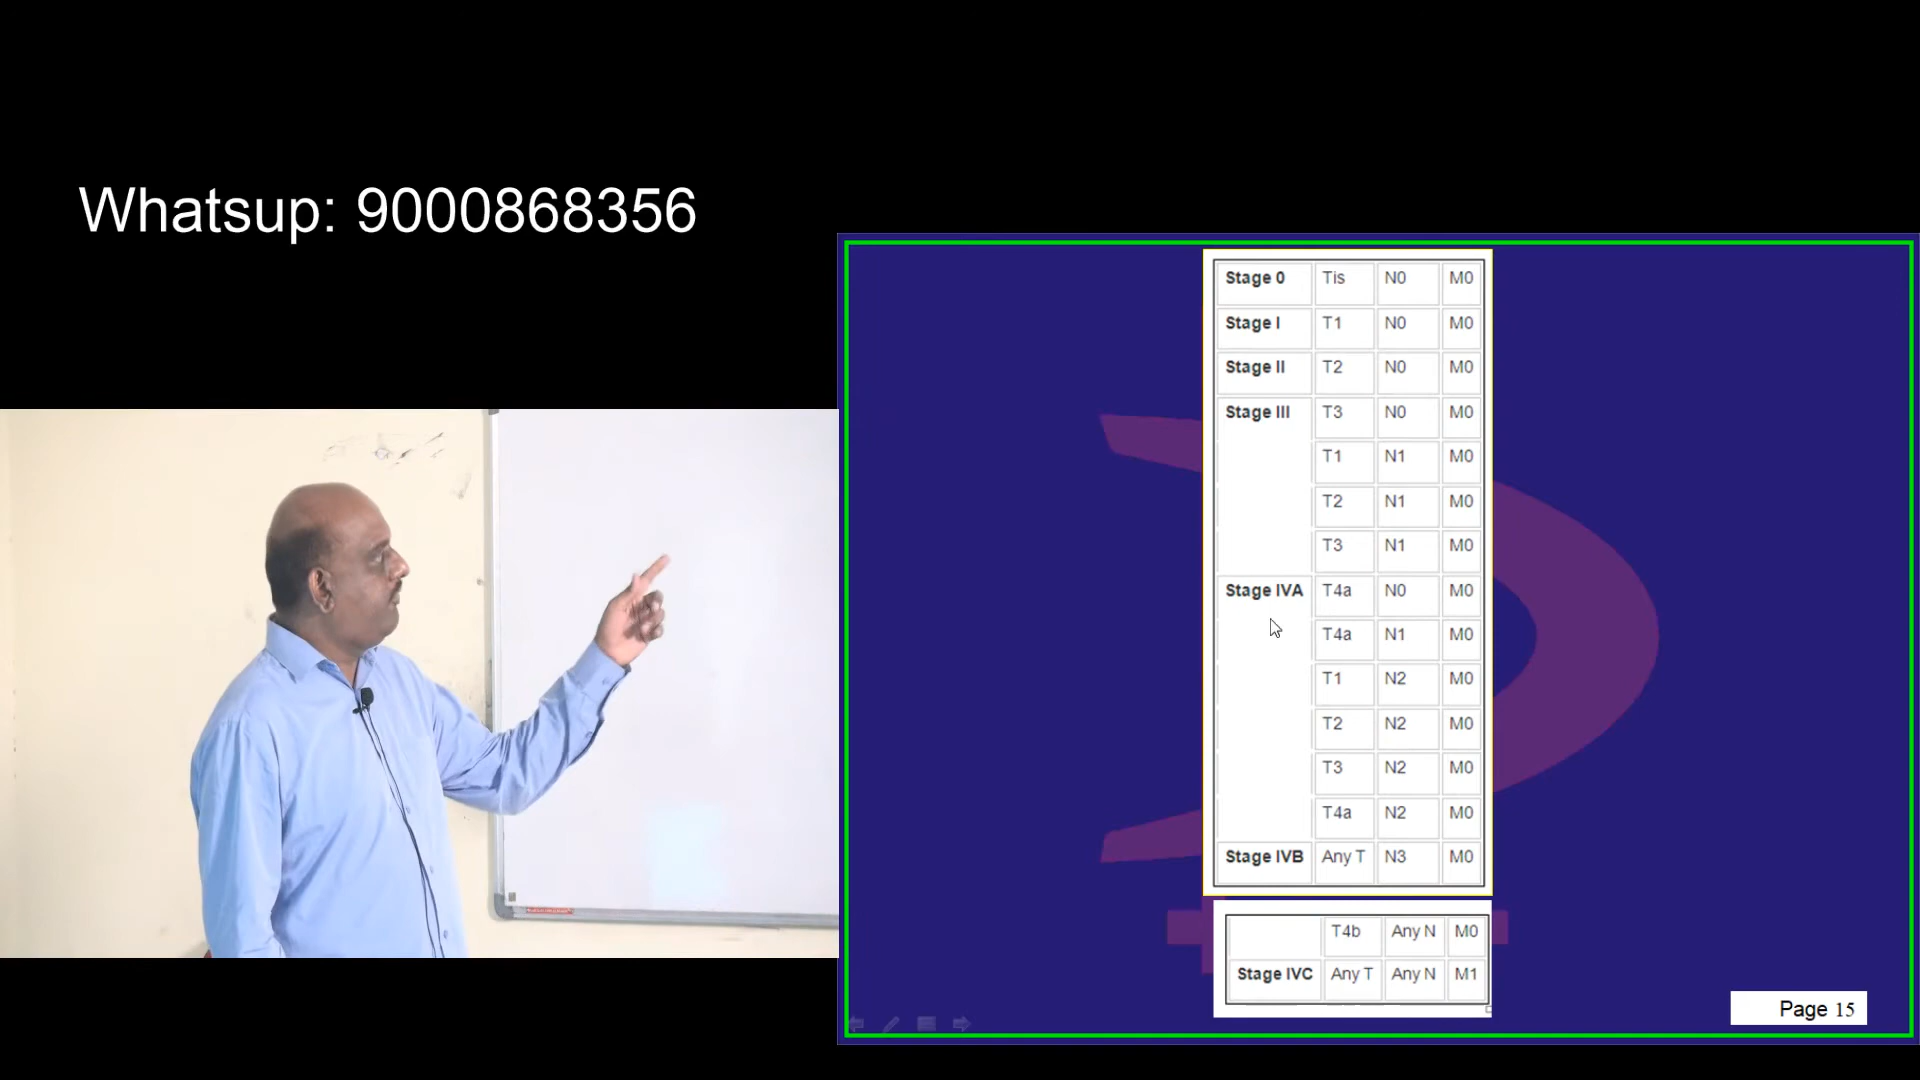 Whatsup: 9000868356
Stage 0 Tis N0 M0
Stage I T1 N0 M0
Stage II T2 N0 M0
Stage III T3 N0 M0
T1 N1 M0
T2 N1 M0
T3 N1 M0
Stage IVA T4a N0 M0
T4a N1 M0
T1 N2 M0
T2 N2 M0
T3 N2 M0
T4a N2 M0
Stage IVB Any T N3 M0
T4b Any N M0
Stage IVC Any T Any N M1
Page 15